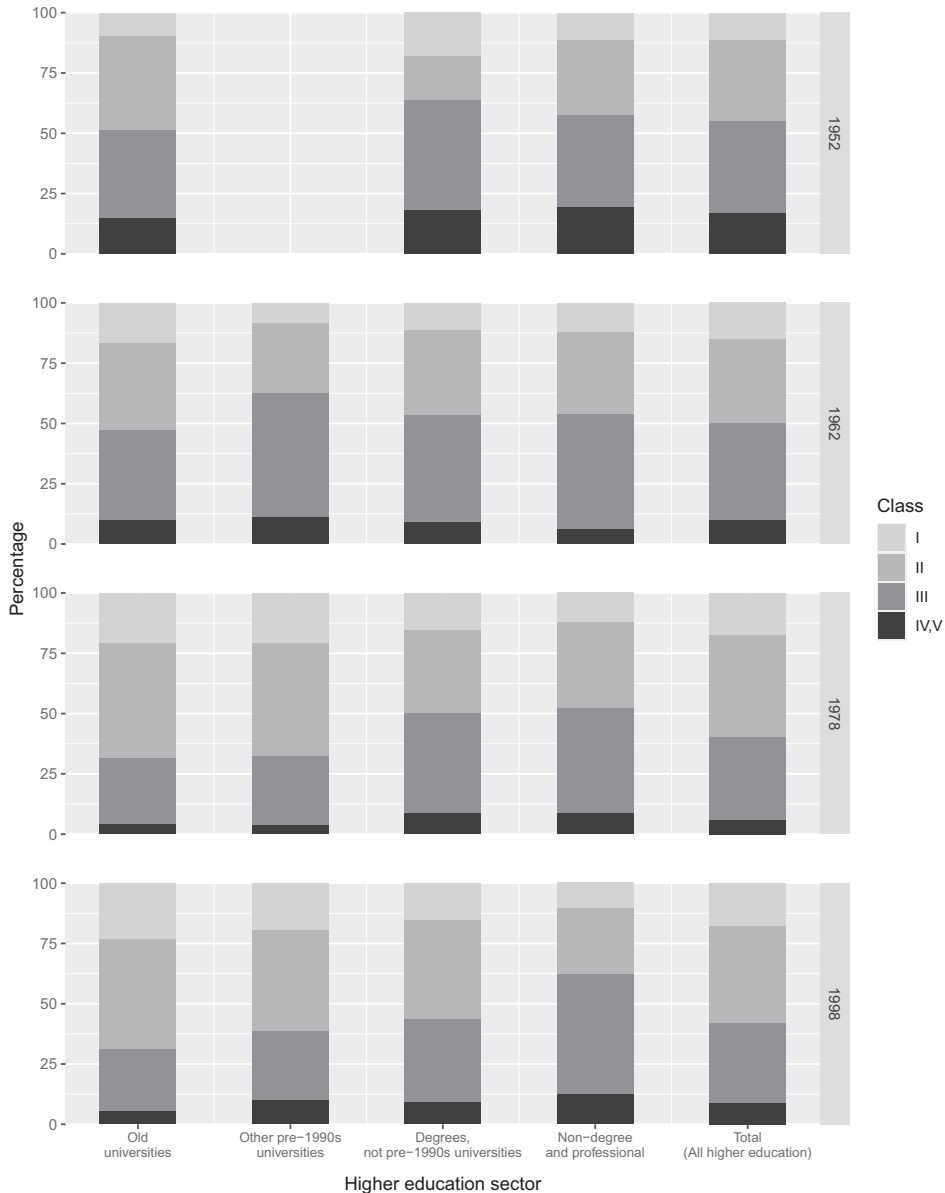 100
75
50
25
0
1952
100
75
50
25
0
1962
100
75
50
25
0
1978
100
75
50
25
0
1998
Percentage
Old
universities
Other pre−1990s
universities
Degrees,
not pre−1990s universities
Non−degree
and professional
Total
(All higher education)
Higher education sector
Class
I
II
III
IV,V